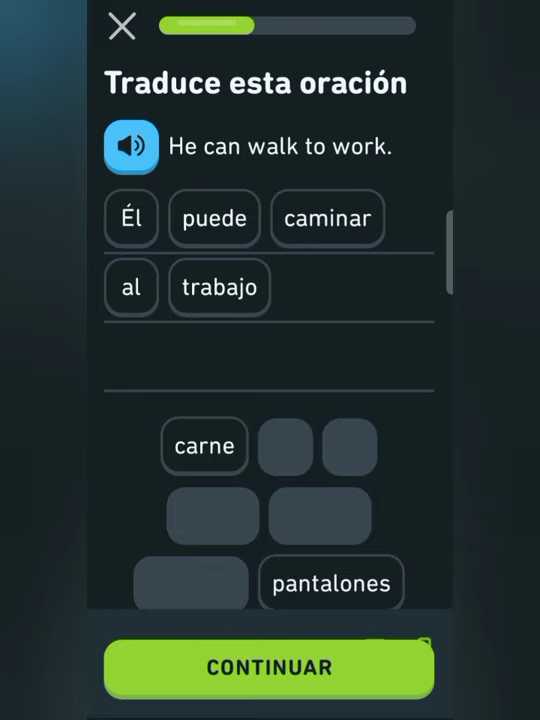 Traduce esta oración
He can walk to work.
Él puede caminar
al trabajo
carne
pantalones
CONTINUAR